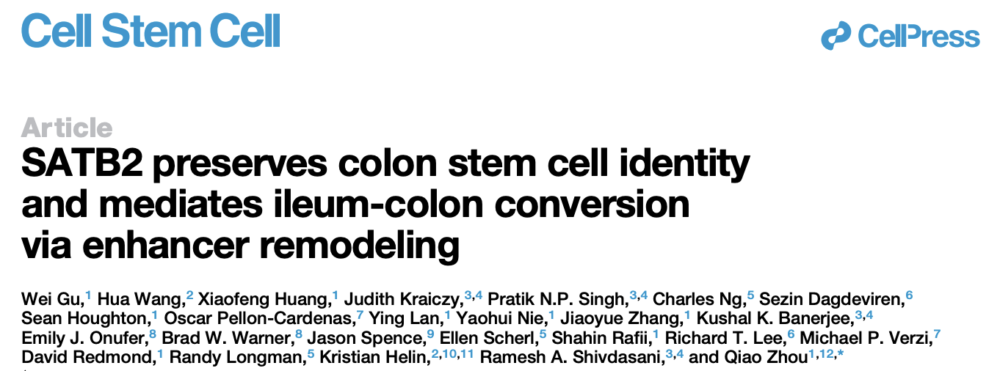 Cell Stem Cell
CellPress
Article
SATB2 preserves colon stem cell identity
and mediates ileum-colon conversion
via enhancer remodeling
Wei Gu,1 Hua Wang,2 Xiaofeng Huang,1 Judith Kraiczy,3,4 Pratik N.P. Singh,3,4 Charles Ng,5 Sezin Dagdeviren,6
Sean Houghton,1 Oscar Pellon-Cardenas,7 Ying Lan,1 Yaohui Nie,1 Jiaoyue Zhang,1 Kushal K. Banerjee,3,4
Emily J. Onufer,8 Brad W. Warner,8 Jason Spence,9 Ellen Scherl,5 Shahin Rafii,1 Richard T. Lee,6 Michael P. Verzi,7
David Redmond,1 Randy Longman,5 Kristian Helin,2,10,11 Ramesh A. Shivdasani,3,4 and Qiao Zhou1,12,*